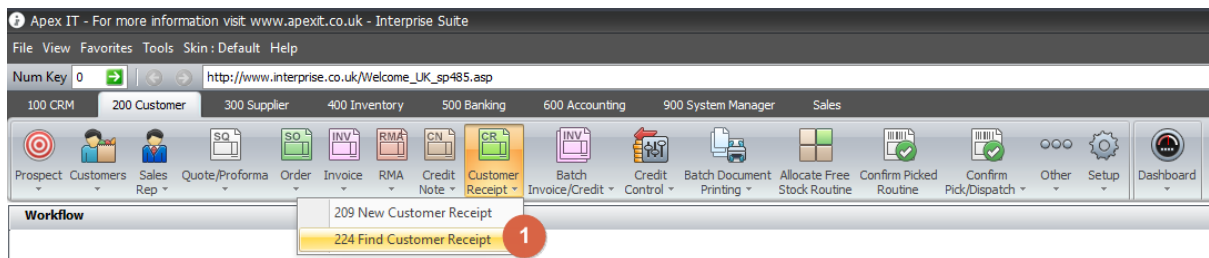 Apex IT - For more information visit www.apexit.co.uk - Interprise Suite
File View Favorites Tools Skin : Default Help
Num Key 0 http://www.interprise.co.uk/Welcome_UK_sp485.asp
100 CRM 200 Customer 300 Supplier 400 Inventory 500 Banking 600 Accounting 900 System Manager Sales
SQ SO INV RMA CN CR INV
Prospect Customers Sales Rep Quote/Proforma Order Invoice RMA Credit Note Customer Receipt Batch Invoice/Credit Credit Control Batch Document Printing Allocate Free Stock Routine Confirm Picked Routine Confirm Pick/Dispatch Other Setup Dashboard
Workflow
209 New Customer Receipt
224 Find Customer Receipt 1